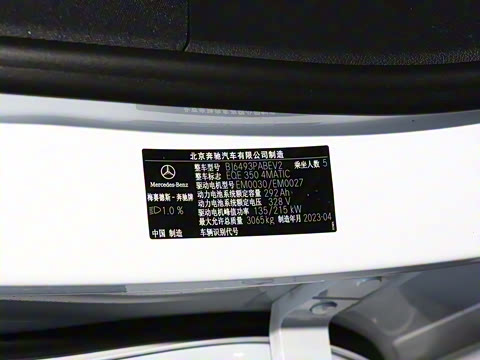 北京奔驰汽车有限公司制造
整车型号 BJ6493PABEV2 乘坐人数 5
整车标志 EQE 350 4MATIC
驱动电机型号 EM0030/EM0027
动力电池系统额定容量 292 Ah
动力电池系统额定电压 328 V
驱动电机峰值功率 135/215 kW
最大允许总质量 3065 kg 制造年月 2023-04
车辆识别代号
Mercedes-Benz
梅赛德斯-奔驰牌
1.0 %
中国 制造